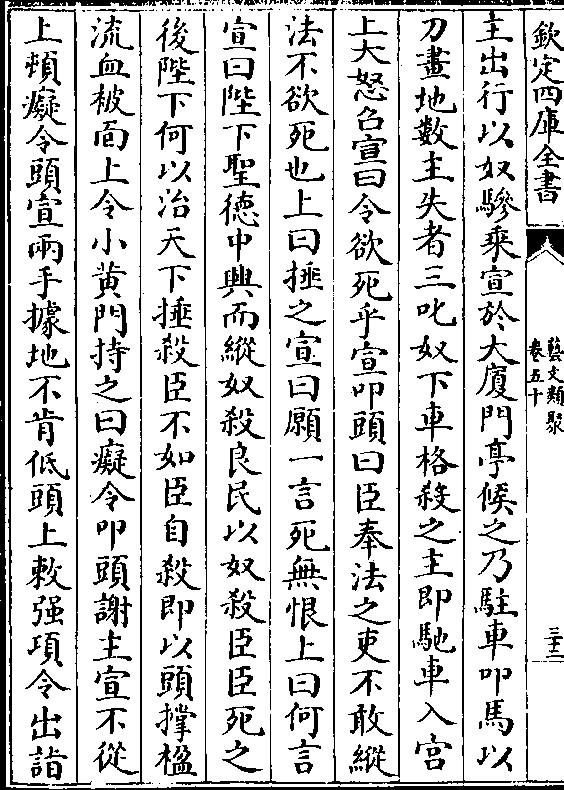 欽定四庫全書
藝文類聚
卷五十
三十二
主出行以奴驂乘宣於大廈門亭候之乃駐車叩馬以
刀畫地數主失者三叱奴下車格殺之主即馳車入宮
上大怒召宣曰令欲死乎宣叩頭曰臣奉法之吏不敢縱
法不欲死也上曰捶之宣曰願一言死無恨上曰何言
宣曰陛下聖德中興而縱奴殺良民以奴殺臣臣死之
後陛下何以治天下捶殺臣不如臣自殺即以頭撑楹
流血被面上令小黄門持之曰癡令叩頭謝主宣不從
上頓癡令頭宣兩手據地不肯低頭上敕强項令出詣